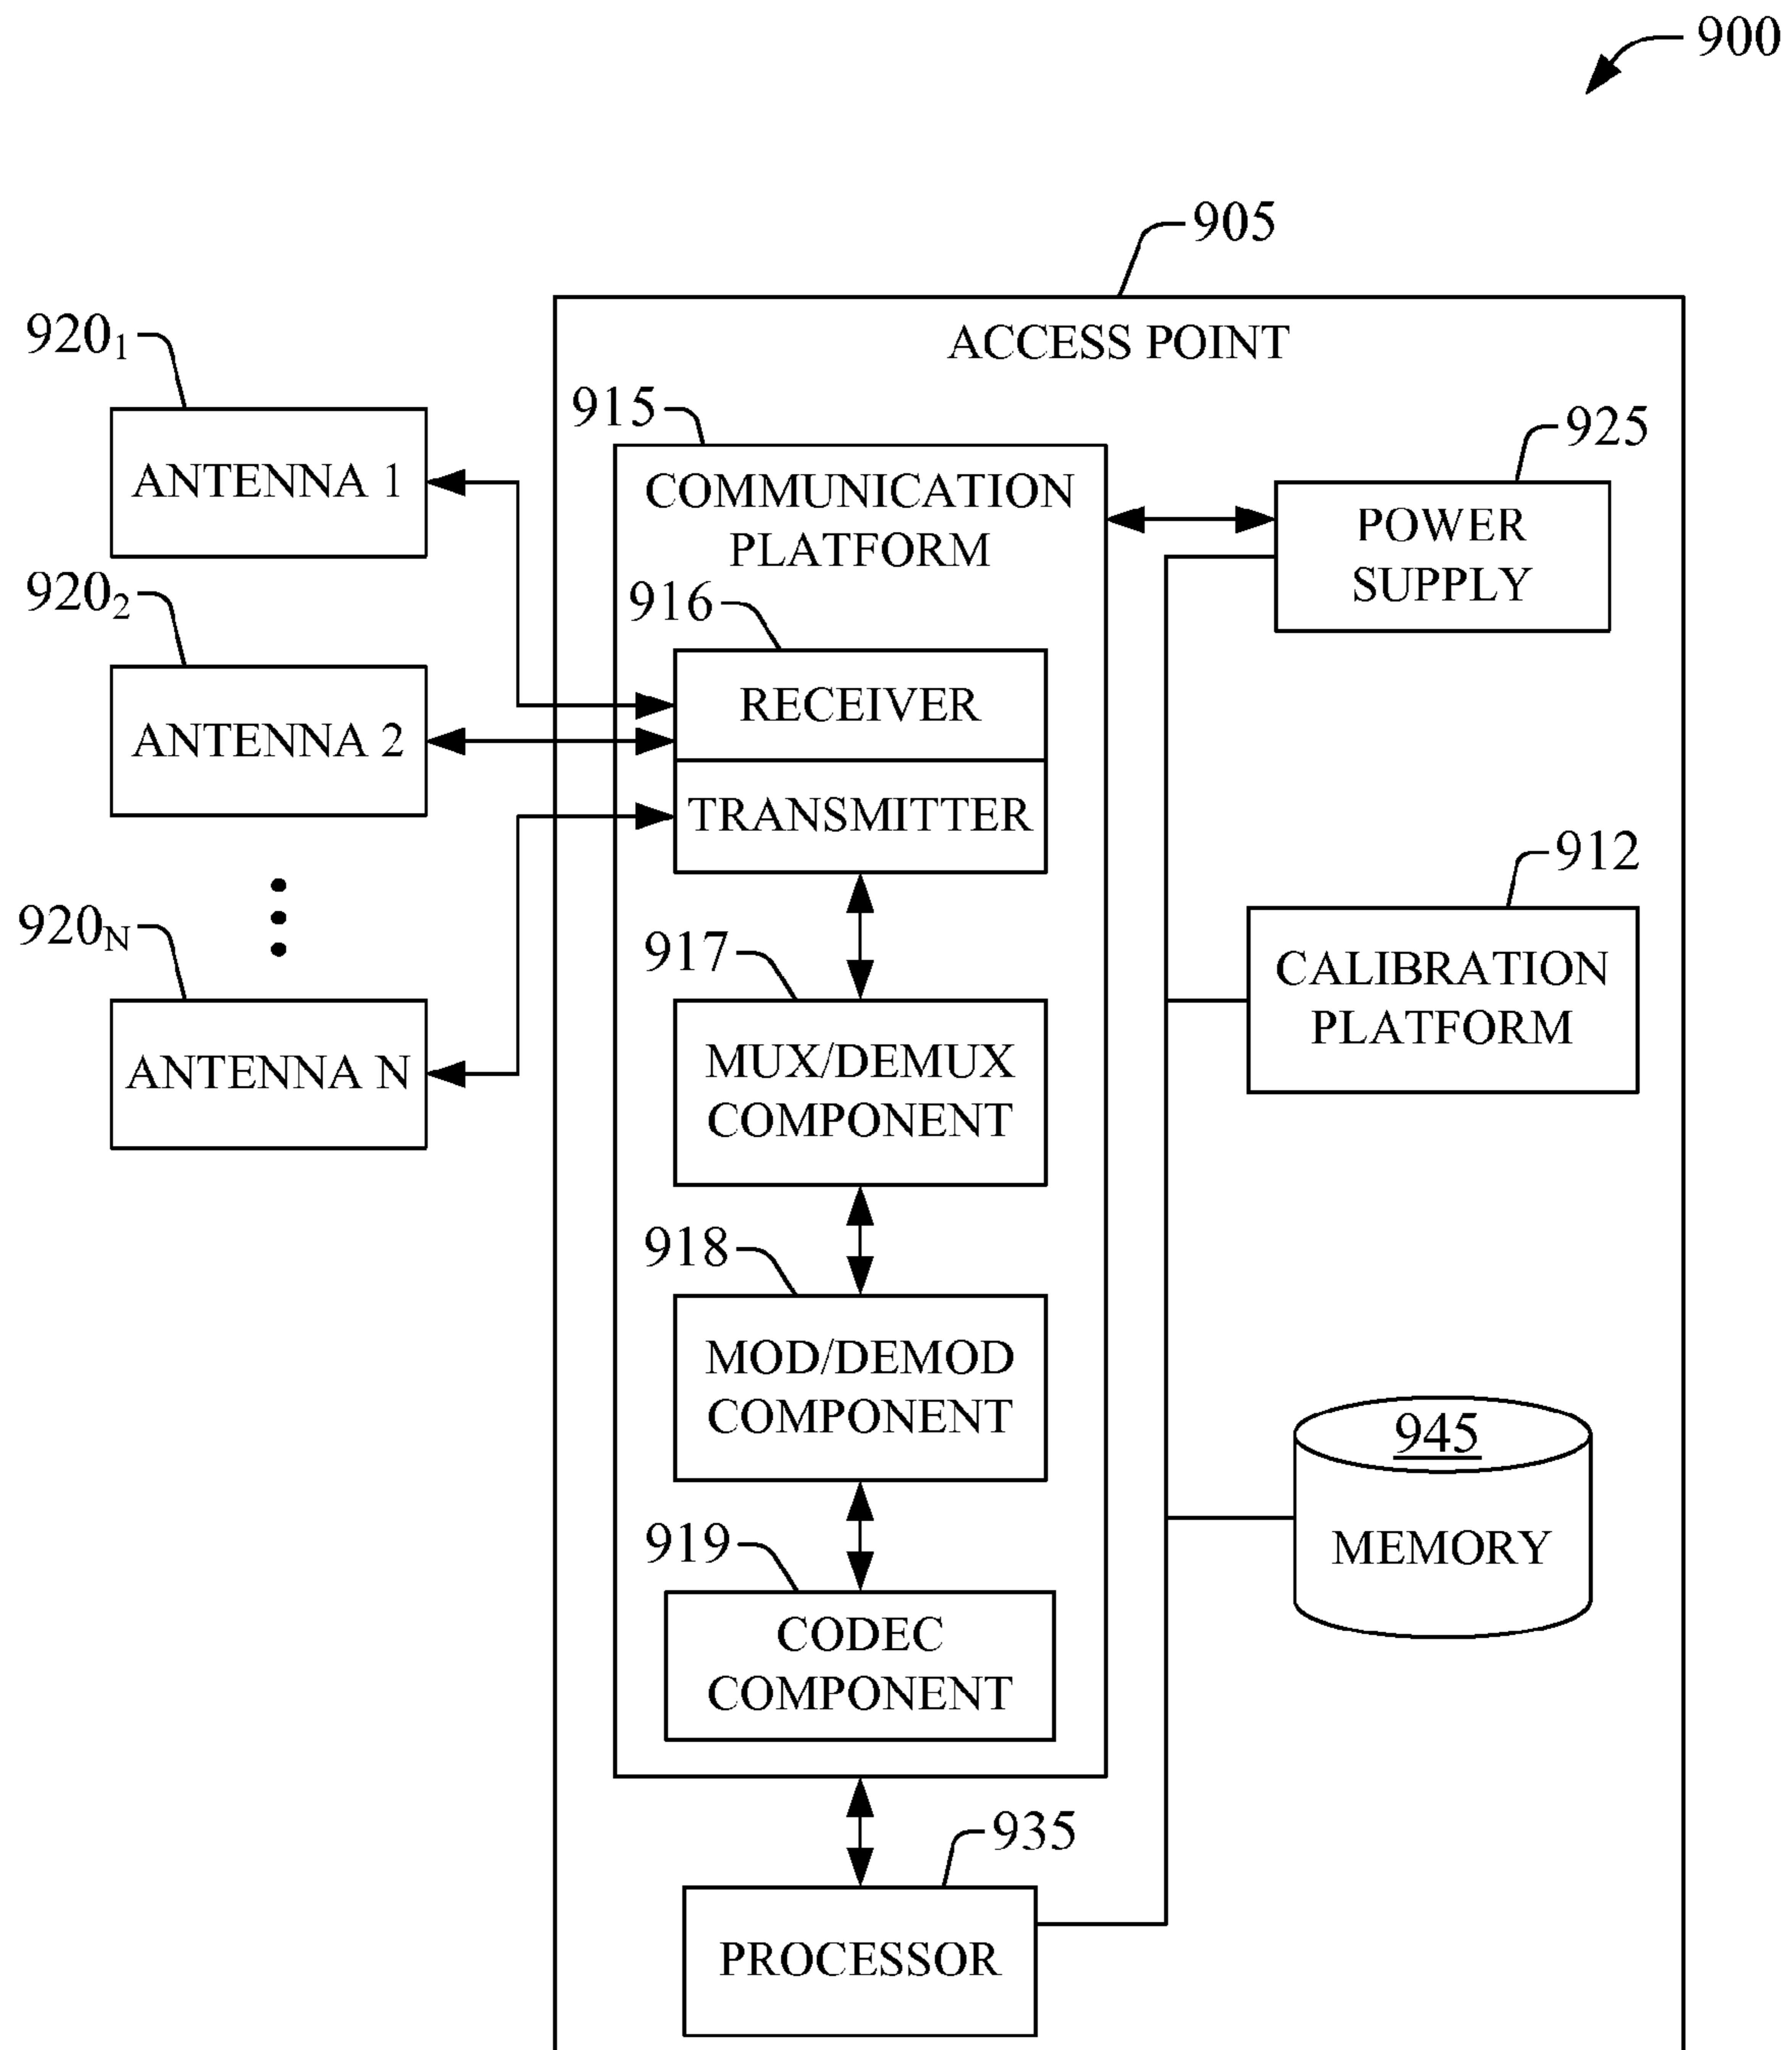 900
905
ACCESS POINT
920₁
ANTENNA 1
915
COMMUNICATION
PLATFORM
925
POWER
SUPPLY
916
RECEIVER
TRANSMITTER
920₂
ANTENNA 2
912
CALIBRATION
PLATFORM
920N
ANTENNA N
917
MUX/DEMUX
COMPONENT
918
MOD/DEMOD
COMPONENT
945
MEMORY
919
CODEC
COMPONENT
935
PROCESSOR